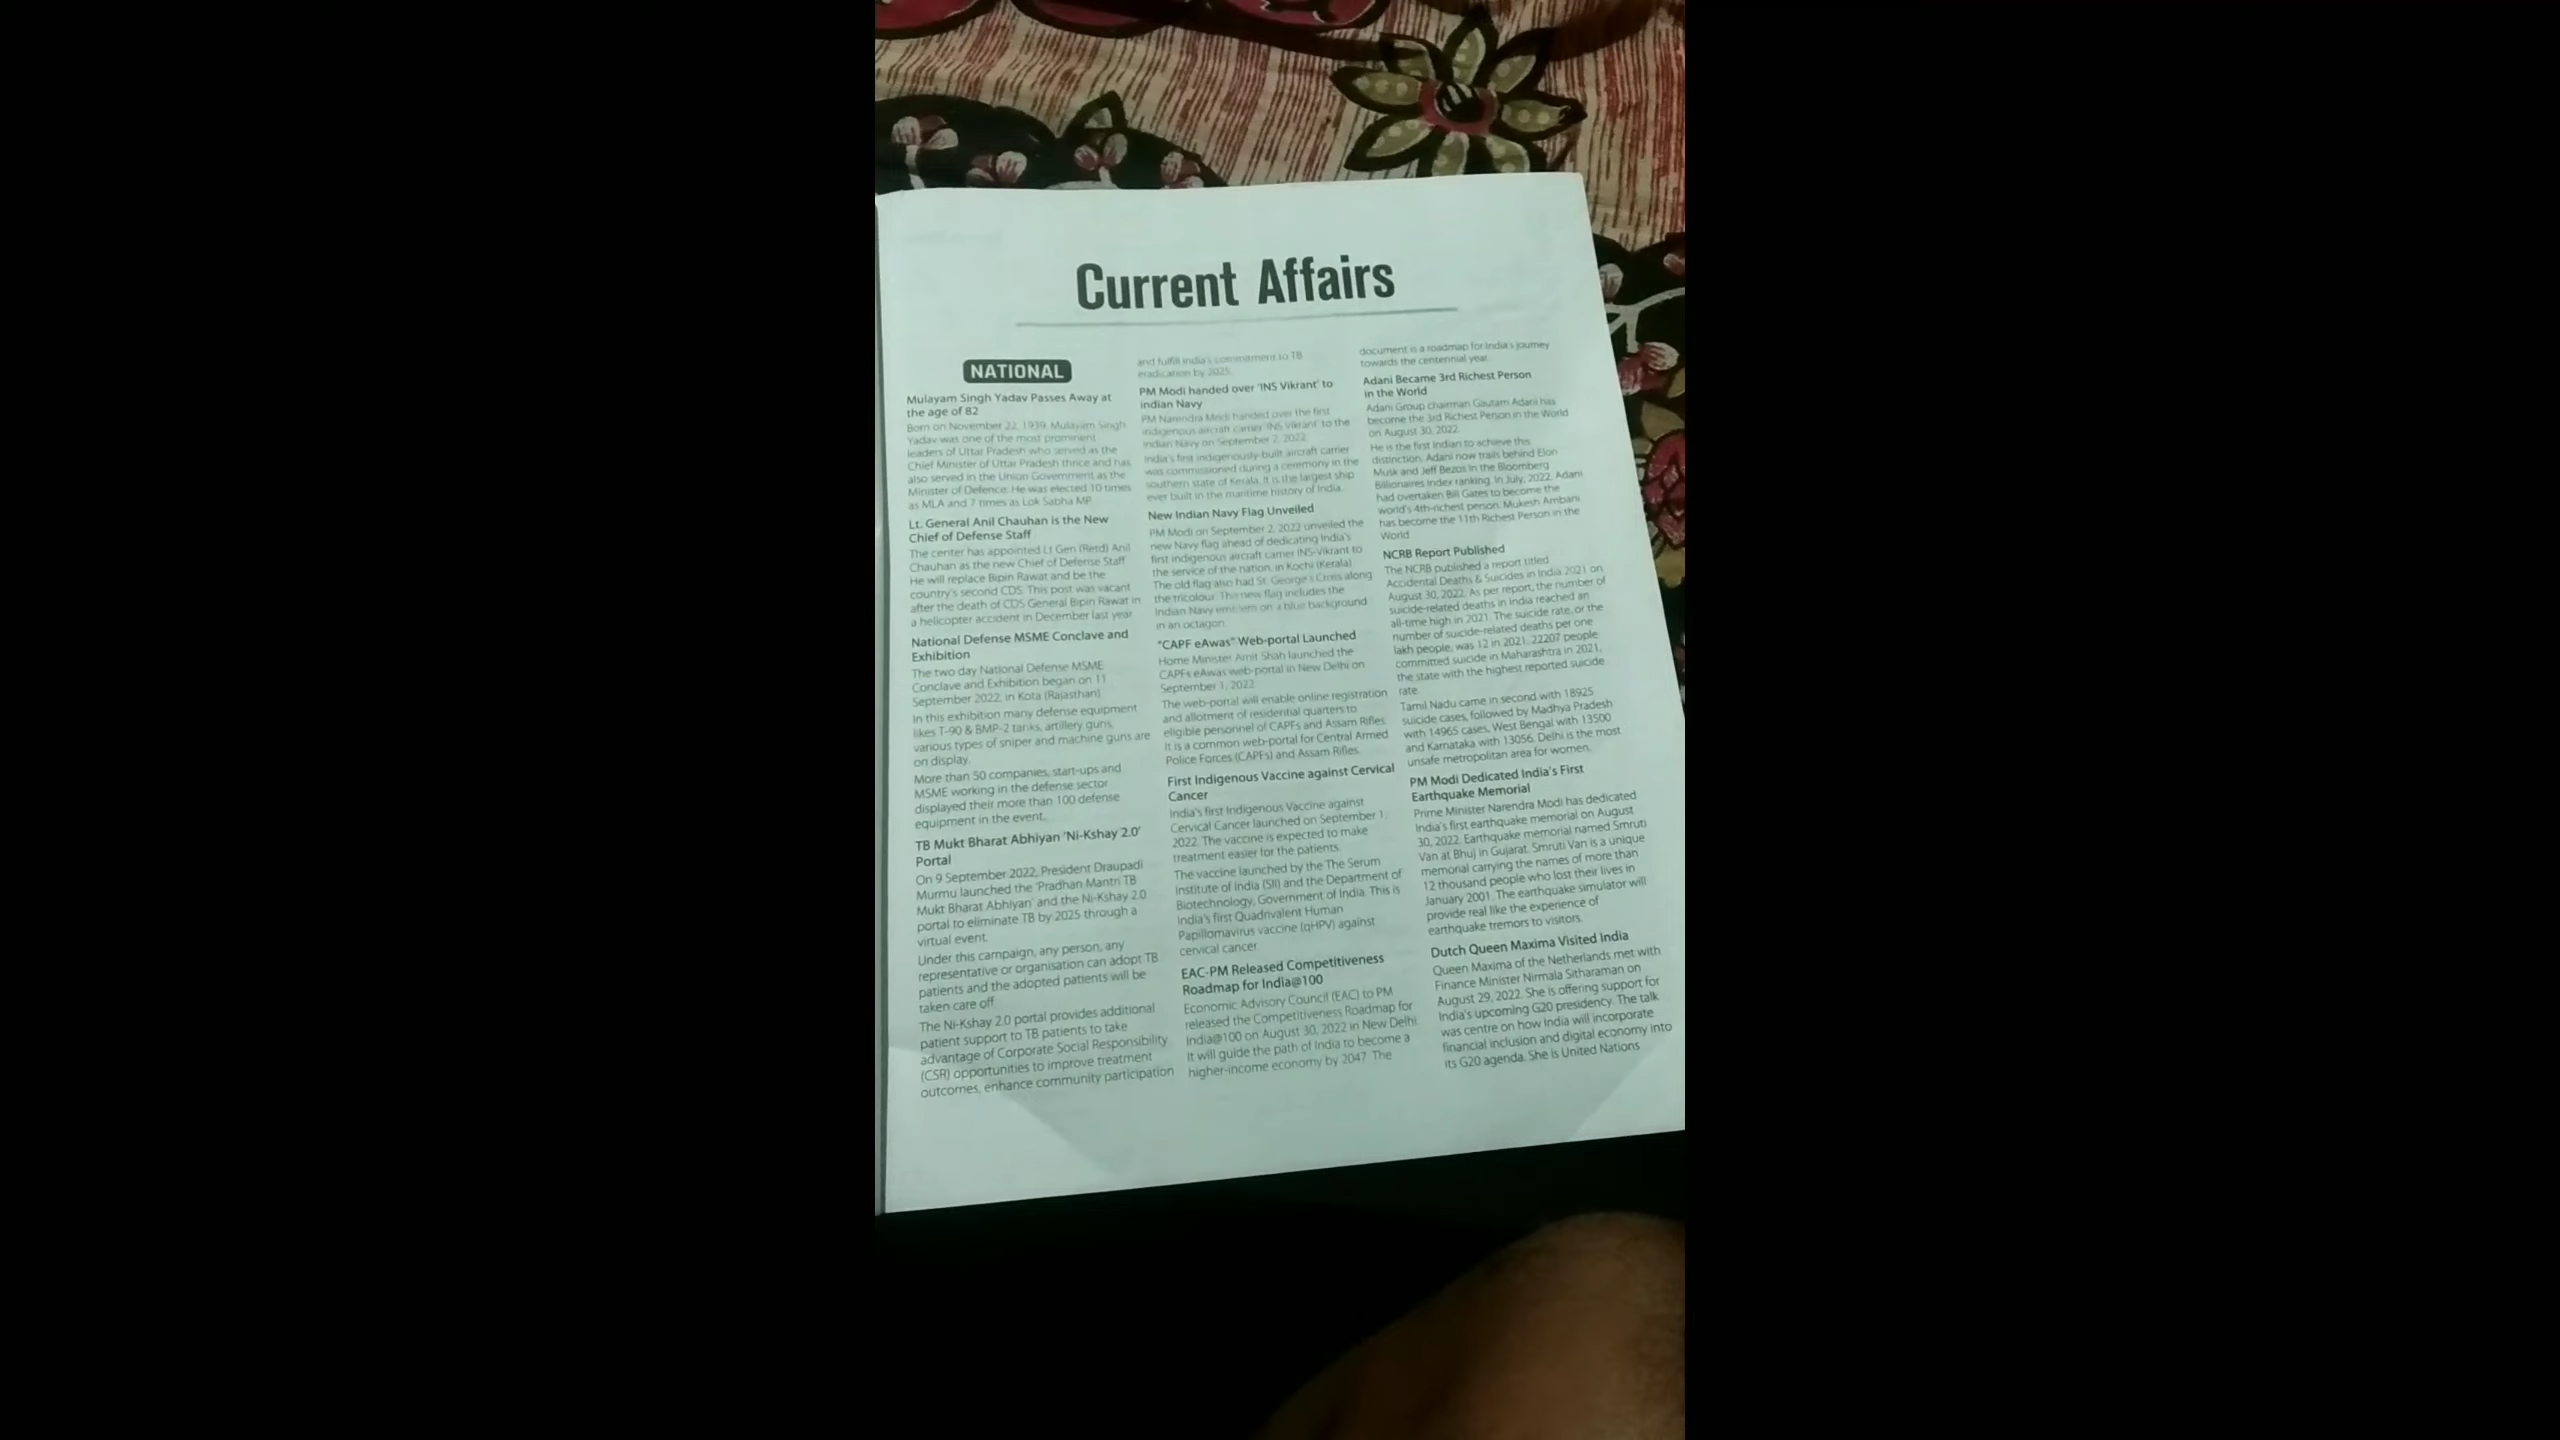 Current Affairs
NATIONAL
Mulayam Singh Yadav Passes Away at
the age of 82
Born on November 22, 1939, Mulayam Singh
Yadav was one of the most prominent
leaders of Uttar Pradesh who served as the
Chief Minister of Uttar Pradesh thrice and has
also served in the Union Government as the
Minister of Defence. He was elected 10 times
as MLA and 7 times as Lok Sabha MP.
Lt. General Anil Chauhan is the New
Chief of Defense Staff
The center has appointed Lt Gen (Retd) Anil
Chauhan as the new Chief of Defense Staff.
He will replace Bipin Rawat and be the
country's second CDS. This post was vacant
after the death of CDS General Bipin Rawat in
a helicopter accident in December last year.
National Defense MSME Conclave and
Exhibition
The two day National Defense MSME
Conclave and Exhibition began on 11
September 2022, in Kota (Rajasthan).
In this exhibition many defense equipment
likes T-90 & BMP-2 tanks, artillery guns,
various types of sniper and machine guns are
on display.
More than 50 companies, start-ups and
MSME working in the defense sector
displayed their more than 100 defense
equipment in the event.
TB Mukt Bharat Abhiyan 'Ni-Kshay 2.0'
Portal
On 9 September 2022, President Draupadi
Murmu launched the 'Pradhan Mantri TB
Mukt Bharat Abhiyan' and the Ni-Kshay 2.0
portal to eliminate TB by 2025 through a
virtual event.
Under this campaign, any person, any
representative or organisation can adopt TB
patients and the adopted patients will be
taken care off.
The Ni-Kshay 2.0 portal provides additional
patient support to TB patients to take
advantage of Corporate Social Responsibility
(CSR) opportunities to improve treatment
outcomes, enhance community participation
and fulfill India's commitment to TB
eradication by 2025.
PM Modi handed over 'INS Vikrant' to
indian Navy
PM Narendra Modi handed over the first
indigenous aircraft carrier 'INS Vikrant' to the
Indian Navy on September 2, 2022.
India's first indigenously-built aircraft carrier
was commissioned during a ceremony in the
southern state of Kerala. It is the largest ship
ever built in the maritime history of India.
New Indian Navy Flag Unveiled
PM Modi on September 2, 2022 unveiled the
new Navy flag ahead of dedicating India's
first indigenous aircraft carrier INS-Vikrant to
the service of the nation, in Kochi (Kerala)
The old flag also had St. George's Cross along
the tricolour. The new flag includes the
Indian Navy emblem on a blue background
in an octagon.
"CAPF eAwas" Web-portal Launched
Home Minister Amit Shah launched the
CAPFs eAwas web-portal in New Delhi on
September 1, 2022.
The web-portal will enable online registration
and allotment of residential quarters to
eligible personnel of CAPFs and Assam Rifles.
It is a common web-portal for Central Armed
Police Forces (CAPFs) and Assam Rifles.
First Indigenous Vaccine against Cervical
Cancer
India's first Indigenous Vaccine against
Cervical Cancer launched on September 1,
2022. The vaccine is expected to make
treatment easier for the patients.
The vaccine launched by the The Serum
Institute of India (SII) and the Department of
Biotechnology, Government of India. This is
India's first Quadrivalent Human
Papillomavirus vaccine (qHPV) against
cervical cancer.
EAC-PM Released Competitiveness
Roadmap for India@100
Economic Advisory Council (EAC) to PM
released the Competitiveness Roadmap for
India@100 on August 30, 2022 in New Delhi.
It will guide the path of India to become a
higher-income economy by 2047. The
document is a roadmap for India's journey
towards the centennial year.
Adani Became 3rd Richest Person
in the World
Adani Group chairman Gautam Adani has
become the 3rd Richest Person in the World
on August 30, 2022.
He is the first Indian to achieve this
distinction. Adani now trails behind Elon
Musk and Jeff Bezos in the Bloomberg
Billionaires Index ranking. In July, 2022, Adani
had overtaken Bill Gates to become the
world's 4th-richest person. Mukesh Ambani
has become the 11th Richest Person in the
World.
NCRB Report Published
The NCRB published a report titled
Accidental Deaths & Suicides in India 2021 on
August 30, 2022. As per report, the number of
suicide-related deaths in India reached an
all-time high in 2021. The suicide rate, or the
number of suicide-related deaths per one
lakh people, was 12 in 2021. 22207 people
committed suicide in Maharashtra in 2021,
the state with the highest reported suicide
rate.
Tamil Nadu came in second with 18925
suicide cases, followed by Madhya Pradesh
with 14965 cases, West Bengal with 13500
and Karnataka with 13056. Delhi is the most
unsafe metropolitan area for women.
PM Modi Dedicated India's First
Earthquake Memorial
Prime Minister Narendra Modi has dedicated
India's first earthquake memorial on August
30, 2022. Earthquake memorial named Smruti
Van at Bhuj in Gujarat. Smruti Van is a unique
memorial carrying the names of more than
12 thousand people who lost their lives in
January 2001. The earthquake simulator will
provide real like the experience of
earthquake tremors to visitors.
Dutch Queen Maxima Visited India
Queen Maxima of the Netherlands met with
Finance Minister Nirmala Sitharaman on
August 29, 2022. She is offering support for
India's upcoming G20 presidency. The talk
was centre on how India will incorporate
financial inclusion and digital economy into
its G20 agenda. She is United Nations